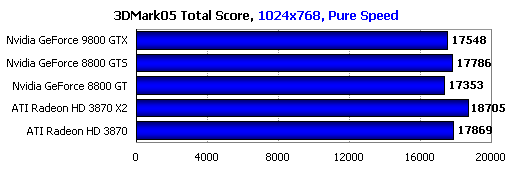 3DMark05 Total Score, 1024x768, Pure Speed
Nvidia GeForce 9800 GTX 17548
Nvidia GeForce 8800 GTS 17786
Nvidia GeForce 8800 GT 17353
ATI Radeon HD 3870 X2 18705
ATI Radeon HD 3870 17869
0 4000 8000 12000 16000 20000